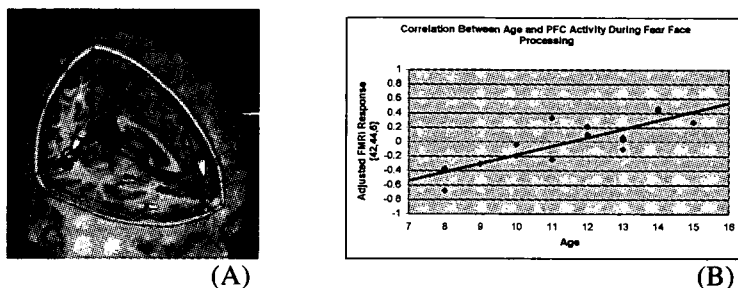 Correlation Between Age and PFC Activity During Fear Face
Processing
Adjusted FMRI Response
[42,44,6]
1
0.8
0.6
0.4
0.2
0
-0.2
-0.4
-0.6
-0.8
-1
7 8 9 10 11 12 13 14 15 16
Age
(A)
(B)